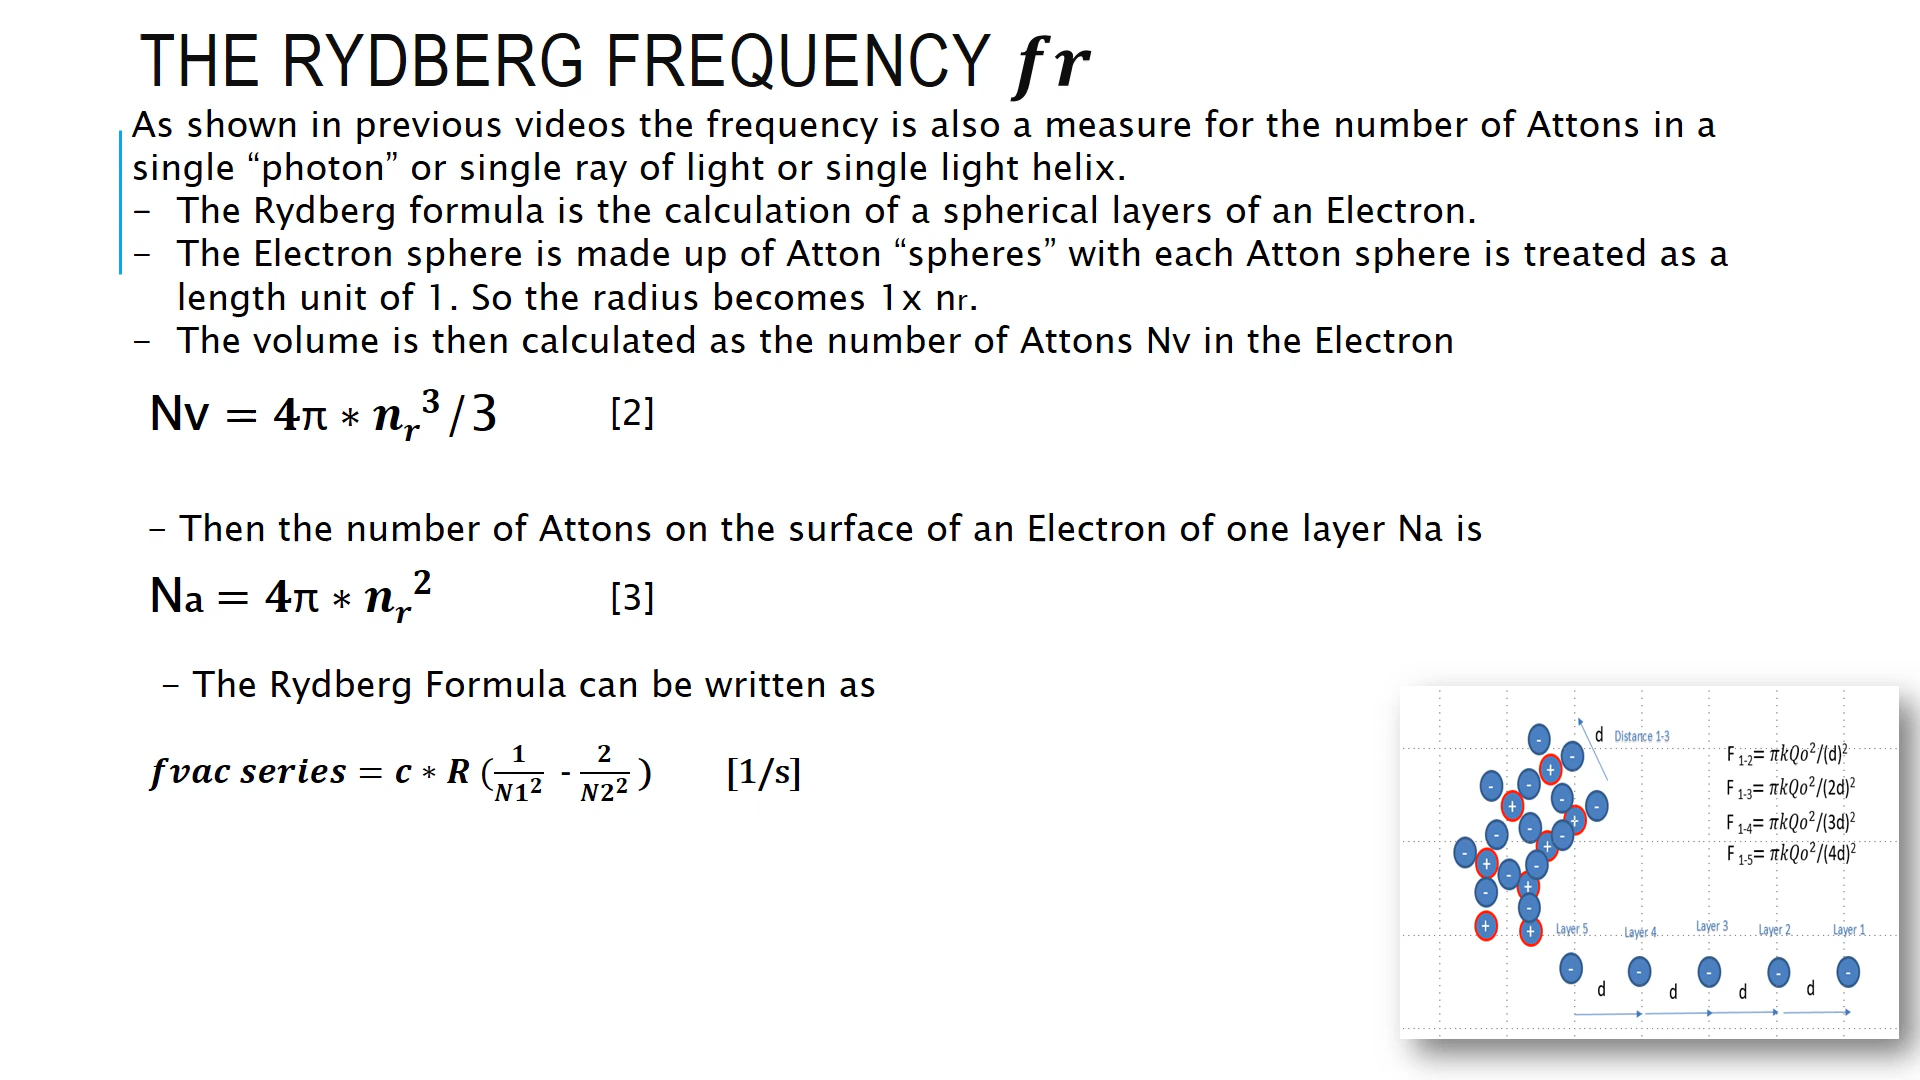 THE RYDBERG FREQUENCY fr
As shown in previous videos the frequency is also a measure for the number of Attons in a
single “photon” or single ray of light or single light helix.
– The Rydberg formula is the calculation of a spherical layers of an Electron.
– The Electron sphere is made up of Atton “spheres” with each Atton sphere is treated as a
length unit of 1. So the radius becomes 1x nr.
– The volume is then calculated as the number of Attons Nv in the Electron
Nv = 4π ∗ n_r^3/3 [2]
– Then the number of Attons on the surface of an Electron of one layer Na is
Na = 4π ∗ n_r^2 [3]
– The Rydberg Formula can be written as
fvac series = c ∗ R (1/N1^2 - 2/N2^2) [1/s]
d Distance 1-3
F 1-2= πkQo^2/(d)^2
F 1-3= πkQo^2/(2d)^2
F 1-4= πkQo^2/(3d)^2
F 1-5= πkQo^2/(4d)^2
Layer 5 Layer 4 Layer 3 Layer 2 Layer 1
d d d d